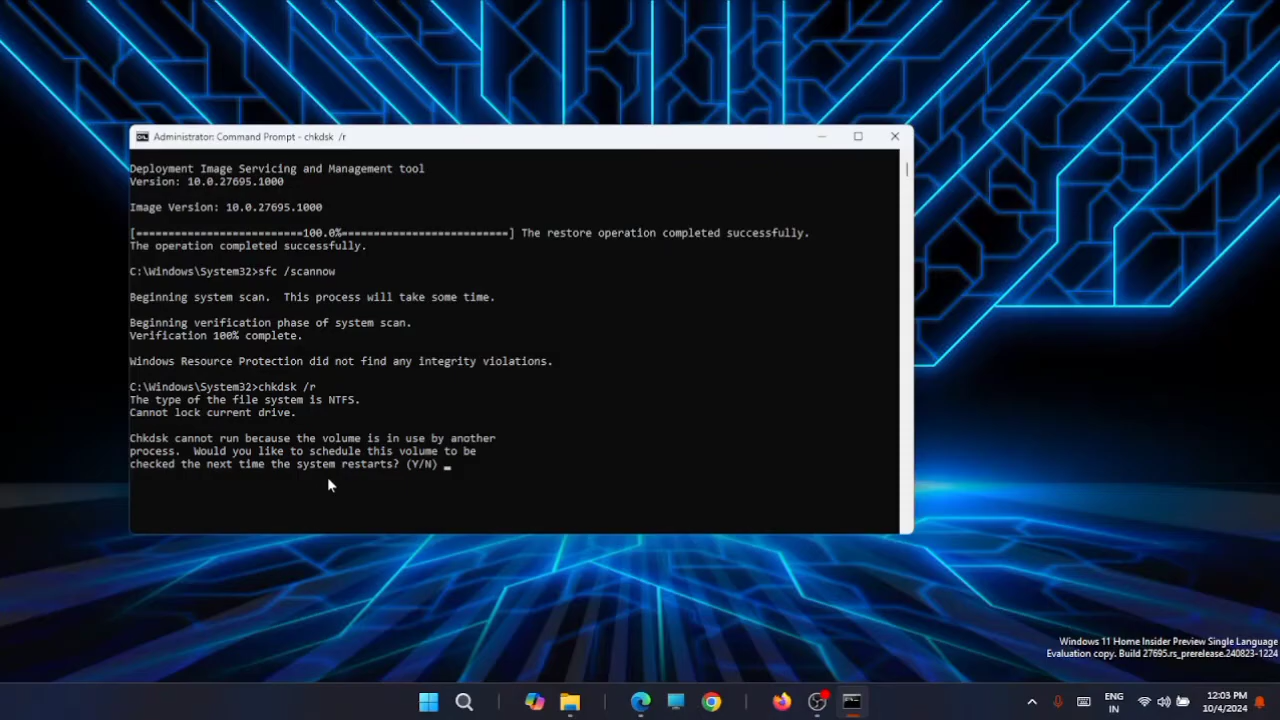 Administrator: Command Prompt - chkdsk /r
Deployment Image Servicing and Management tool
Version: 10.0.27695.1000
Image Version: 10.0.27695.1000
[==========================100.0%==========================] The restore operation completed successfully.
The operation completed successfully.
C:\Windows\System32>sfc /scannow
Beginning system scan.  This process will take some time.
Beginning verification phase of system scan.
Verification 100% complete.
Windows Resource Protection did not find any integrity violations.
C:\Windows\System32>chkdsk /r
The type of the file system is NTFS.
Cannot lock current drive.
Chkdsk cannot run because the volume is in use by another
process.  Would you like to schedule this volume to be
checked the next time the system restarts? (Y/N) _
Windows 11 Home Insider Preview Single Language
Evaluation copy. Build 27695.rs_prerelease.240823-1224
ENG
IN
12:03 PM
10/4/2024